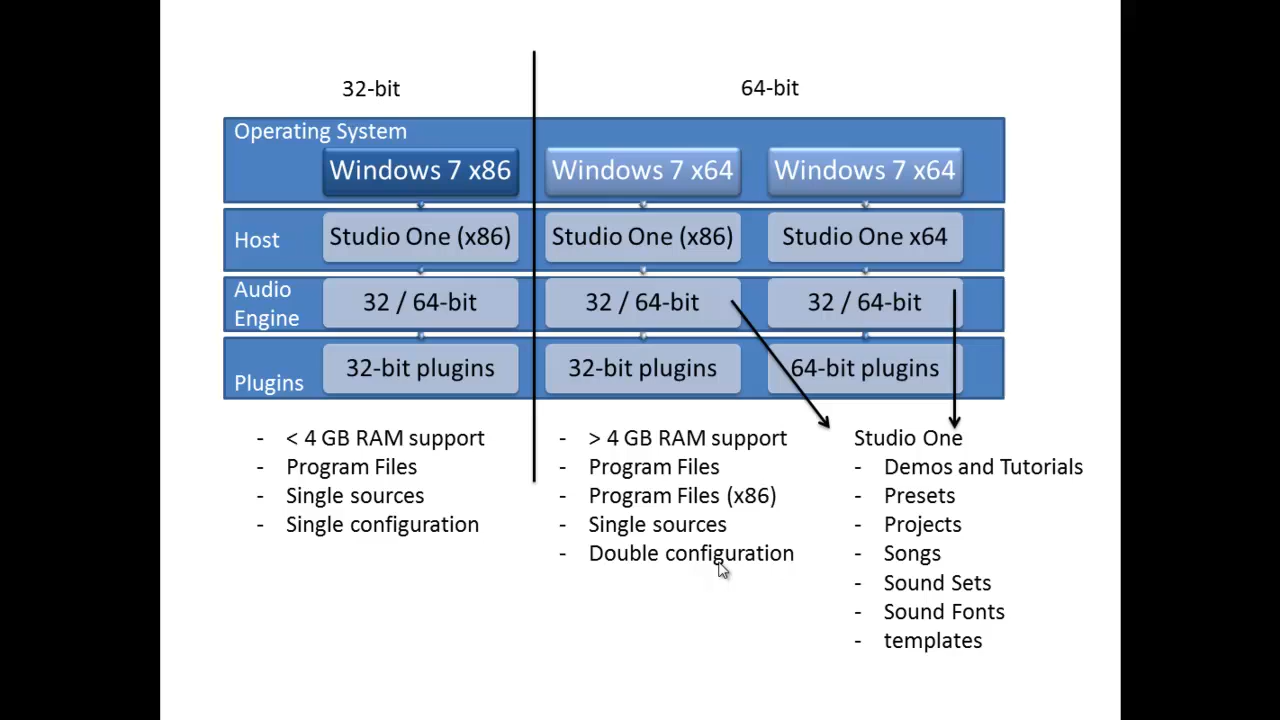 32-bit
64-bit
Operating System
Windows 7 x86
Windows 7 x64
Windows 7 x64
Host
Studio One (x86)
Studio One (x86)
Studio One x64
Audio
Engine
32 / 64-bit
32 / 64-bit
32 / 64-bit
Plugins
32-bit plugins
32-bit plugins
64-bit plugins
- < 4 GB RAM support
- Program Files
- Single sources
- Single configuration
- > 4 GB RAM support
- Program Files
- Program Files (x86)
- Single sources
- Double configuration
Studio One
- Demos and Tutorials
- Presets
- Projects
- Songs
- Sound Sets
- Sound Fonts
- templates